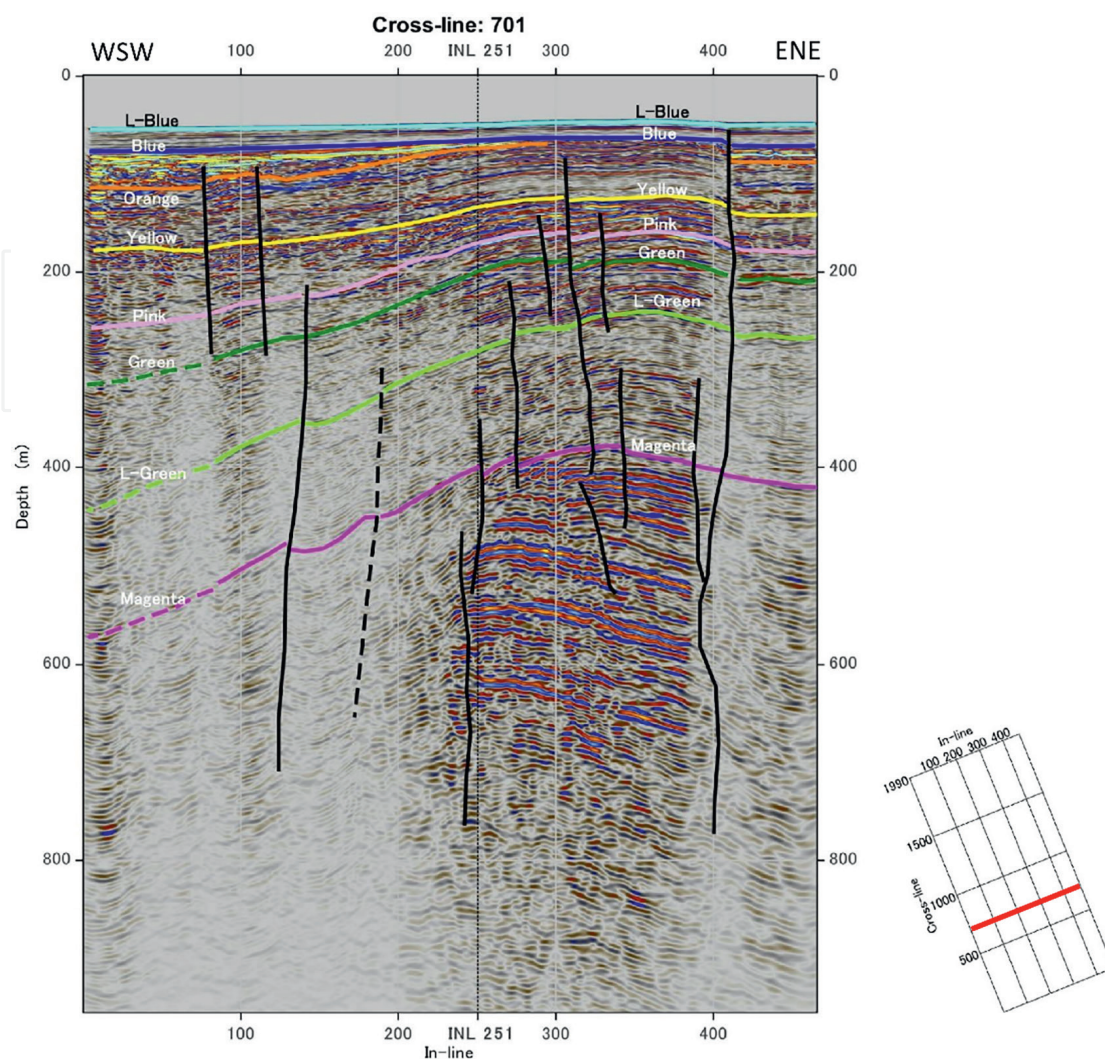 Cross-line: 701
WSW 100 200 INL 251 300 400 ENE
0 0
L-Blue L-Blue
Blue Blue
Orange
Yellow Yellow
Yellow Pink
200 Green 200
Pink L-Green
Green
L-Green
400 Magenta 400
Depth (m)
Magenta
600 600
800 800
100 200 INL 251 300 400
In-line
In-line
100 200 300 400
1990
1500
1000
500
Cross-line